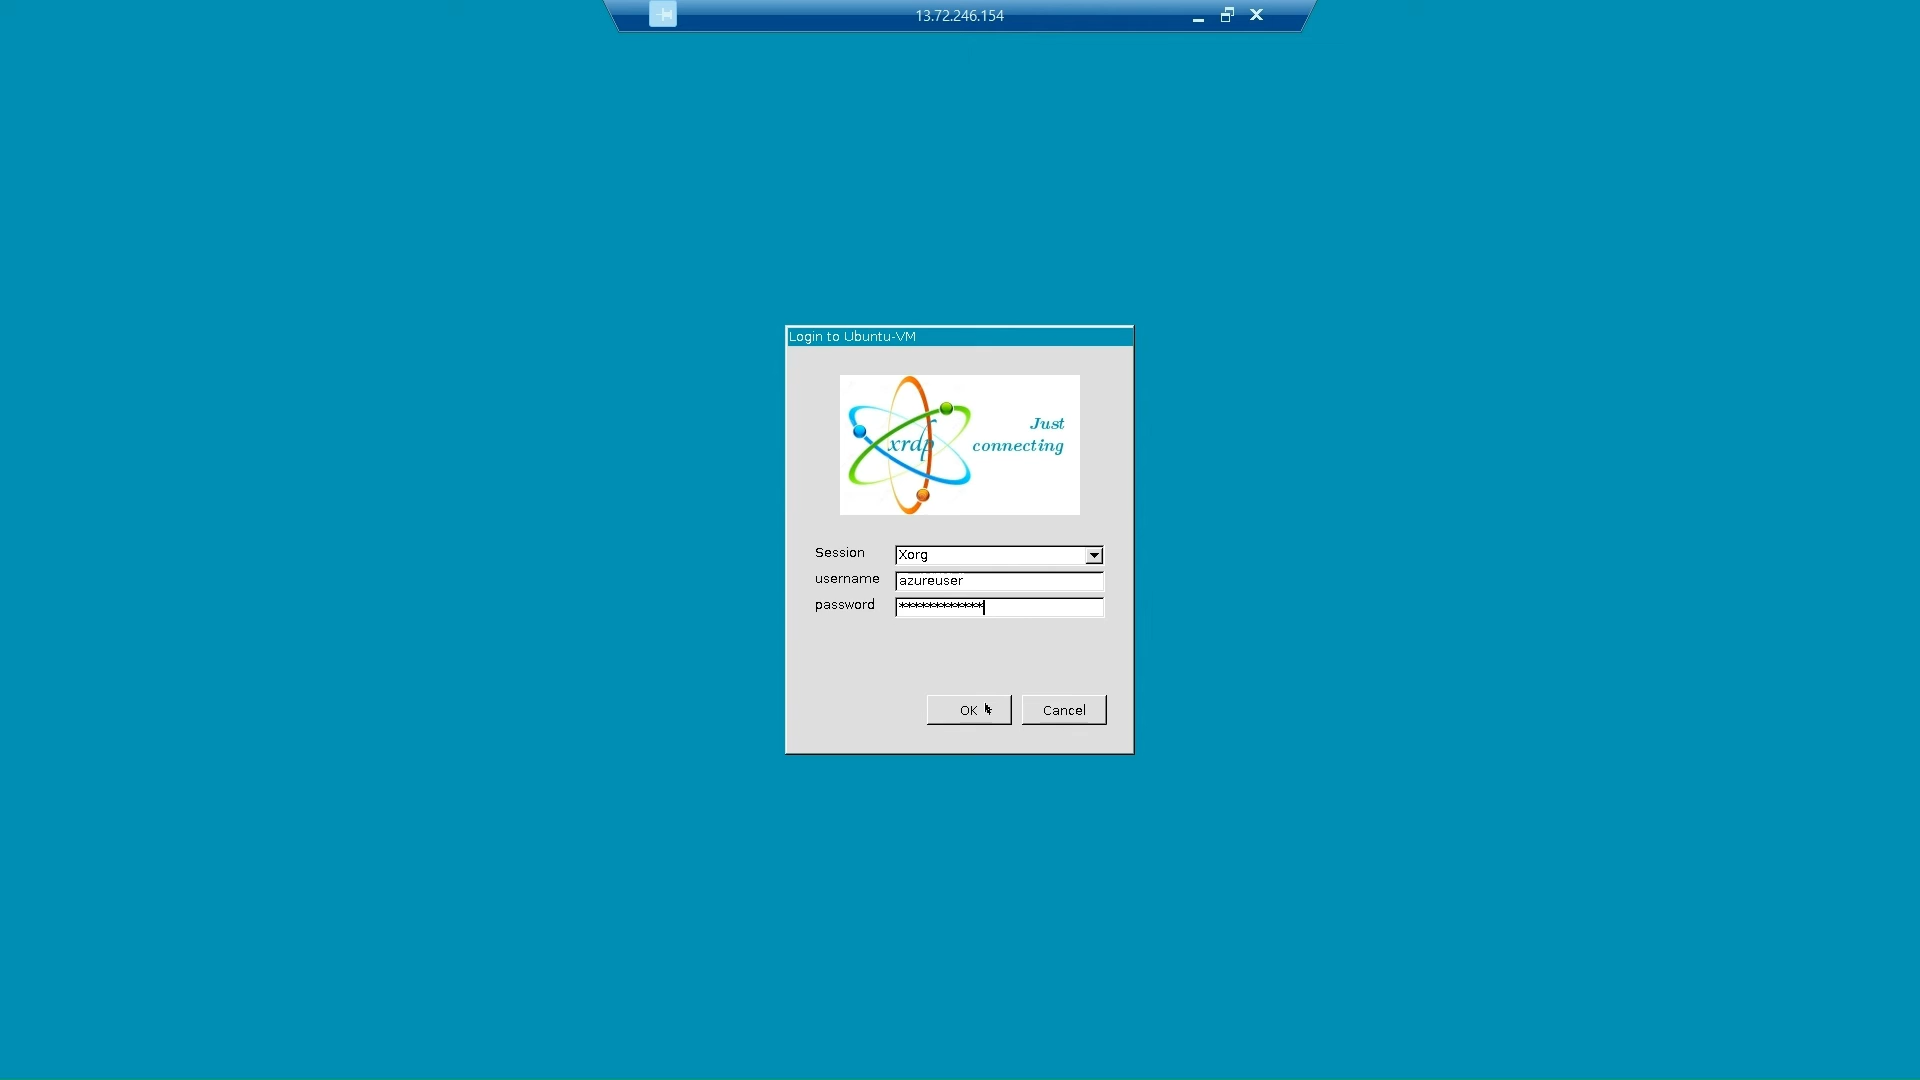 13.72.246.154
Login to Ubuntu-VM
xrdp
Just
connecting
Session Xorg
username azureuser
password ************
OK Cancel